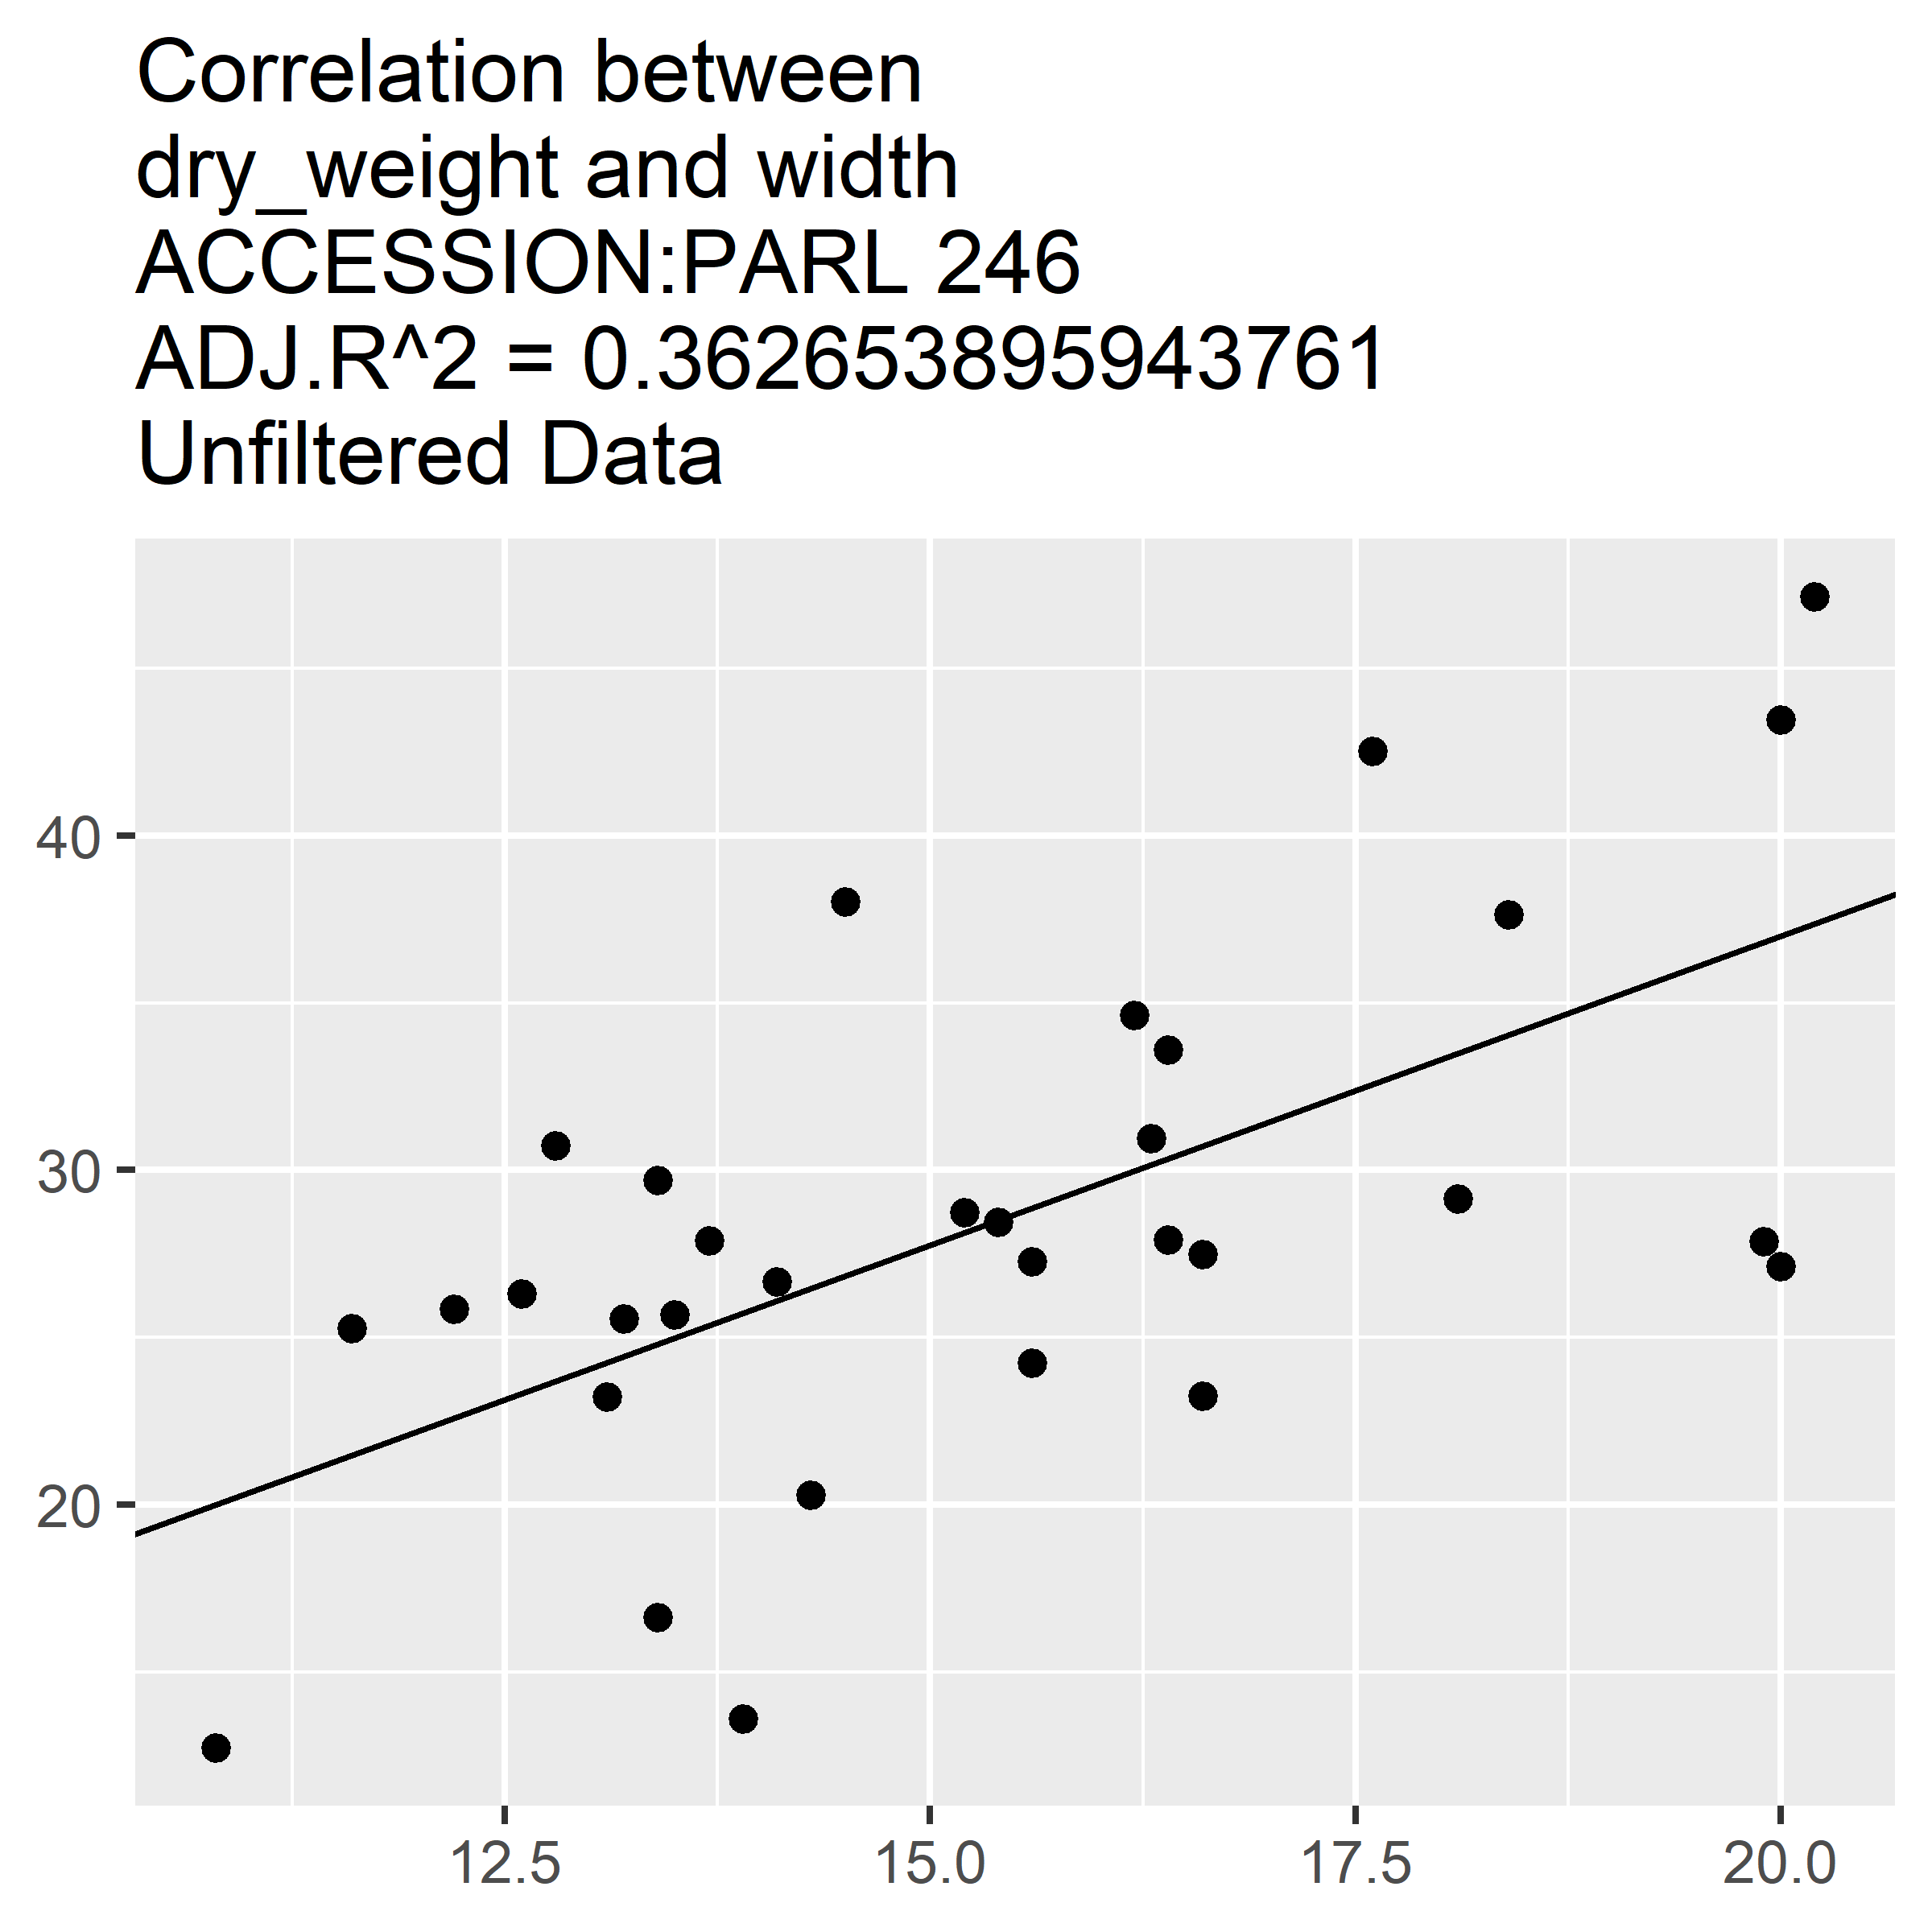 Correlation between
dry_weight and width
ACCESSION:PARL 246
ADJ.R^2 = 0.362653895943761
Unfiltered Data
40
30
20
12.5 15.0 17.5 20.0